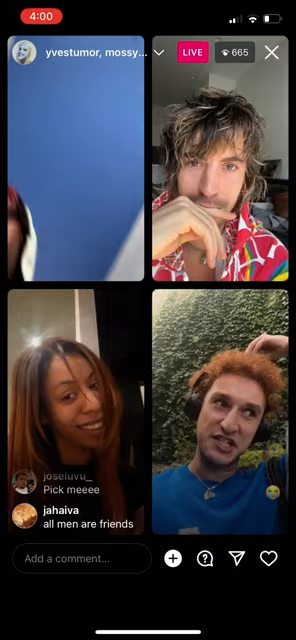 4:00
yvestumor, mossy...
LIVE
665
joseluvu_
Pick meeee
jahaiva
all men are friends
Add a comment...